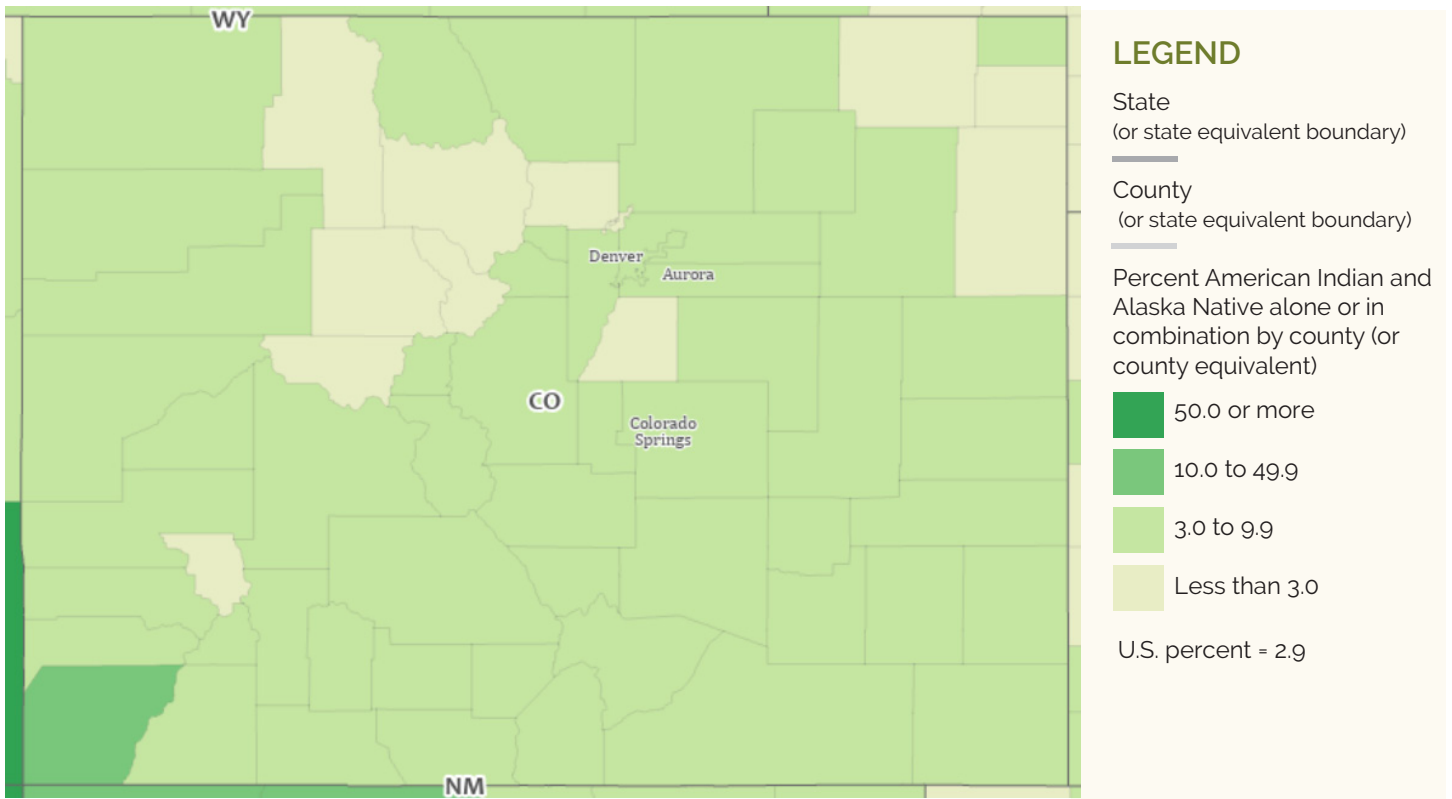 WY
Denver
Aurora
CO
Colorado
Springs
NM
LEGEND
State
(or state equivalent boundary)
County
(or state equivalent boundary)
Percent American Indian and
Alaska Native alone or in
combination by county (or
county equivalent)
50.0 or more
10.0 to 49.9
3.0 to 9.9
Less than 3.0
U.S. percent = 2.9